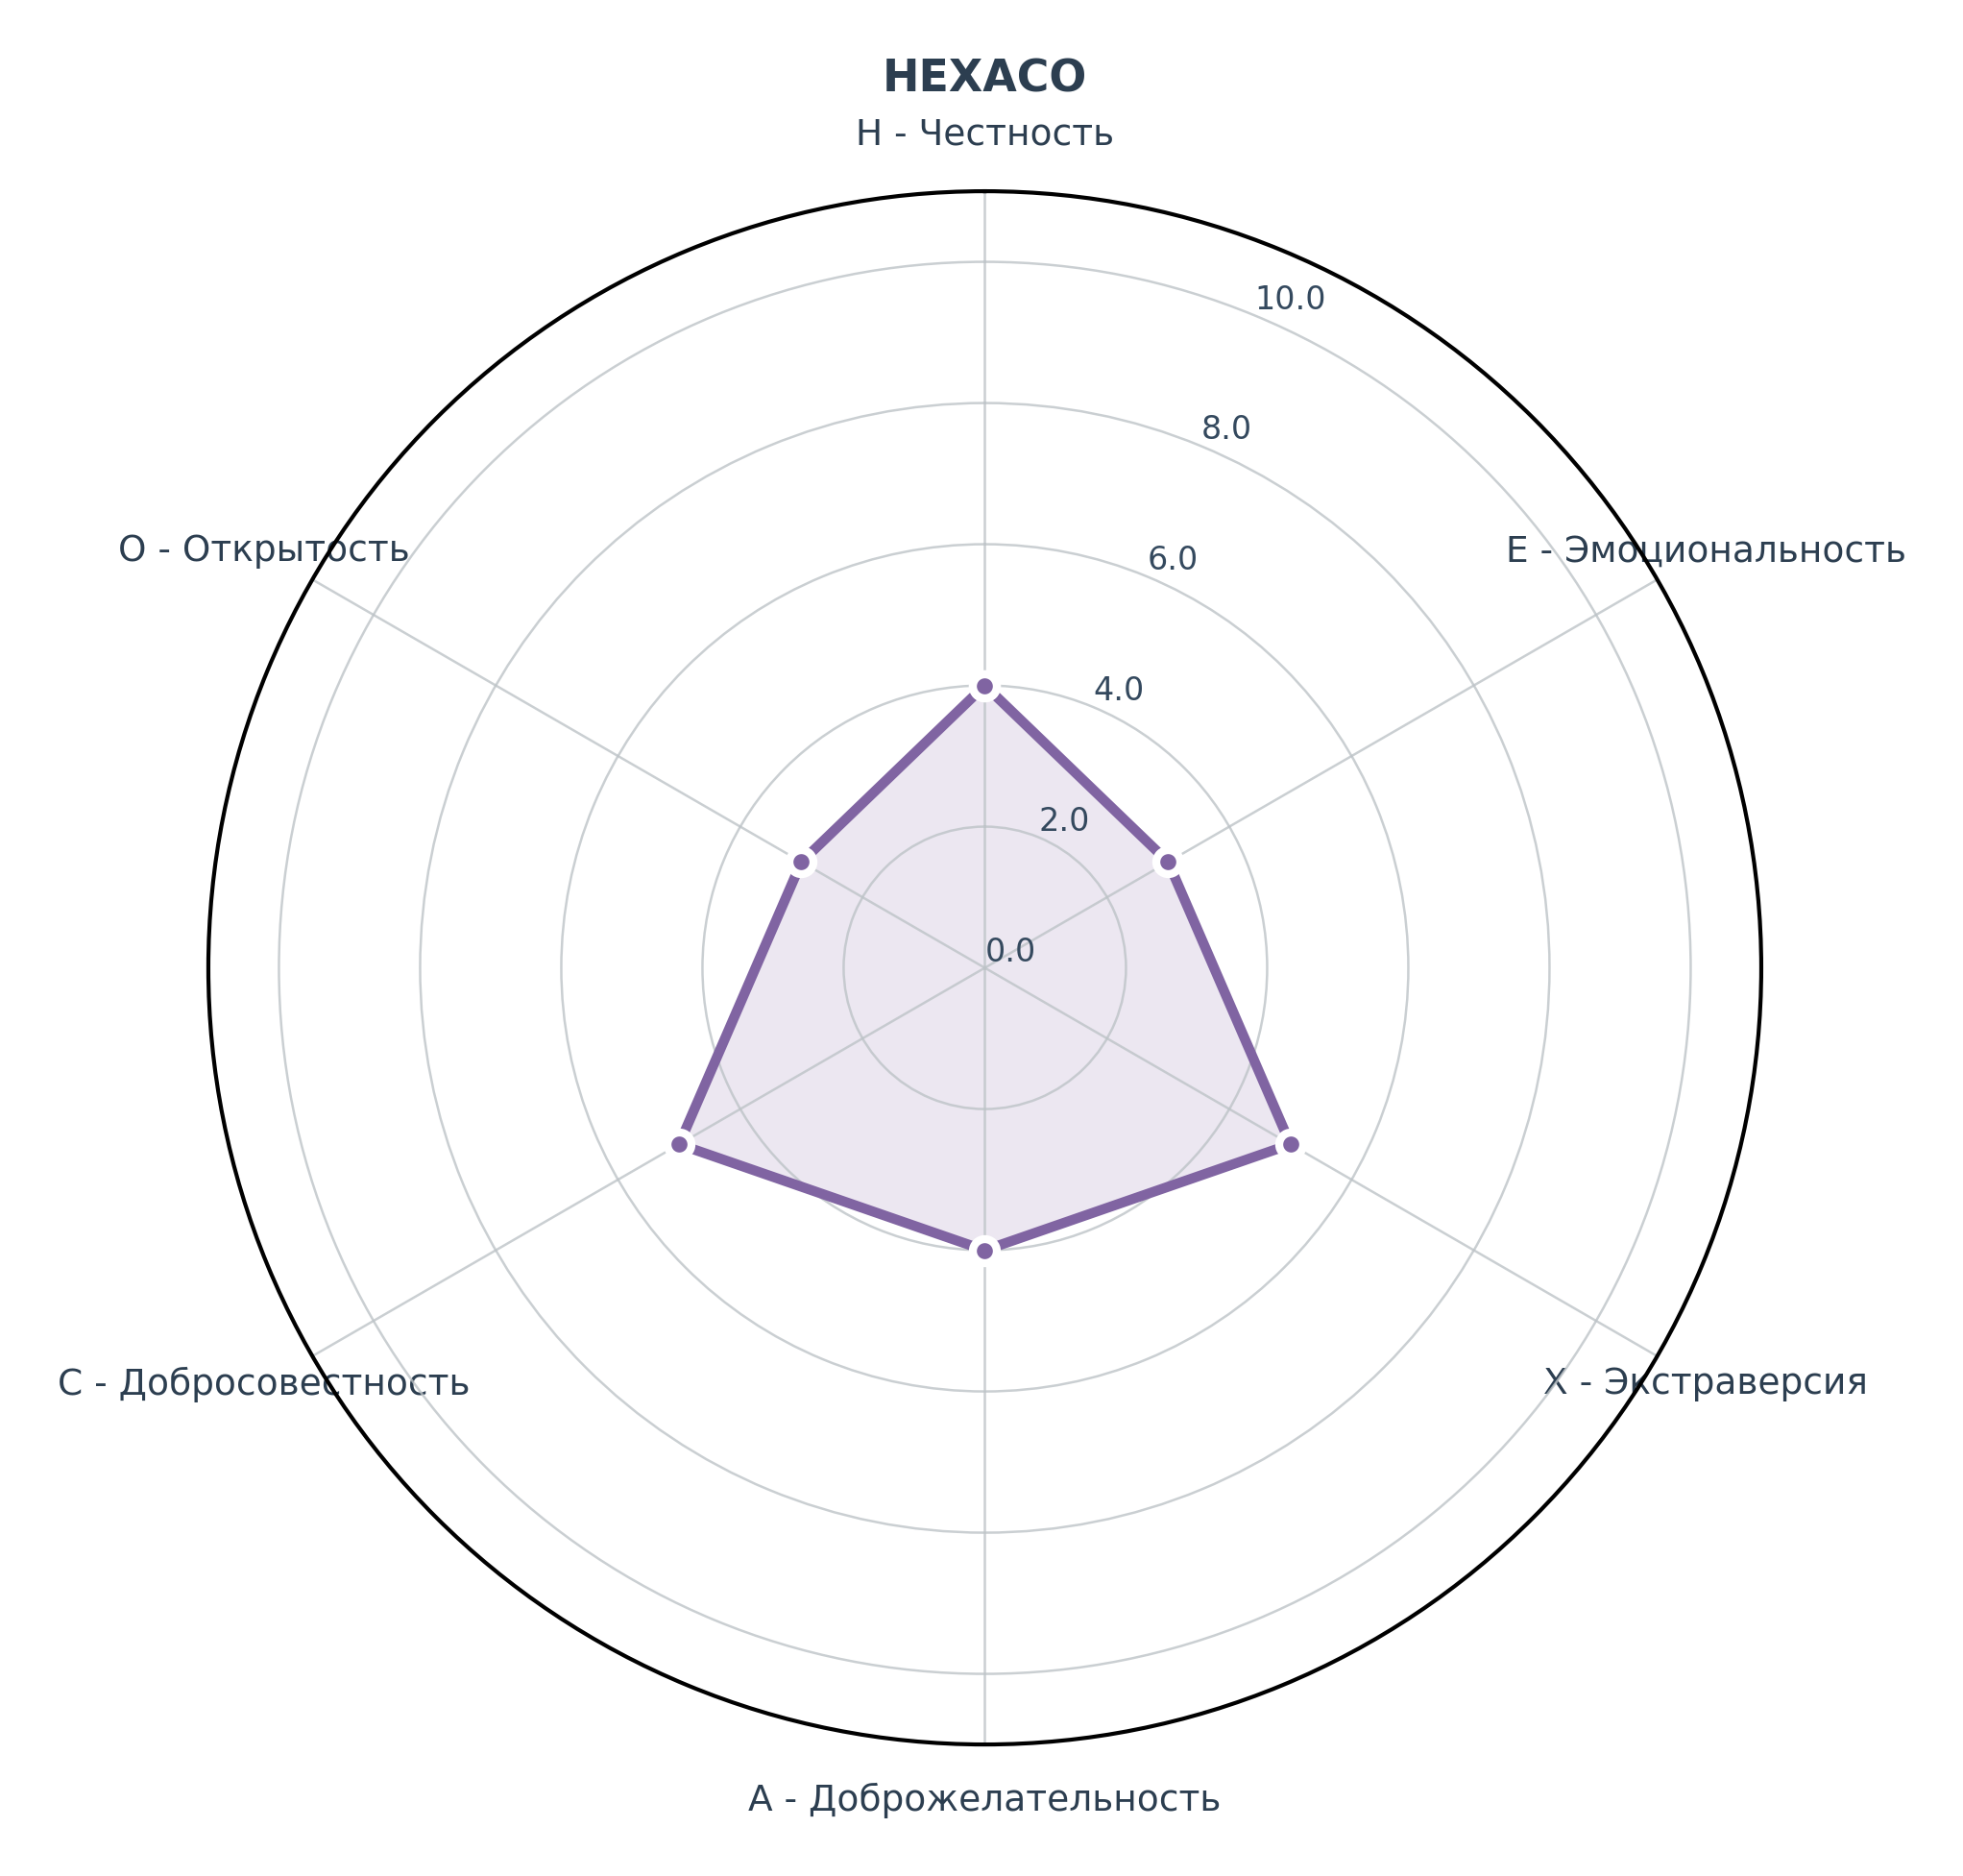 HEXACO
H - Честность
10.0
8.0
O - Открытость
E - Эмоциональность
6.0
4.0
2.0
0.0
C - Добросовестность
X - Экстраверсия
A - Доброжелательность